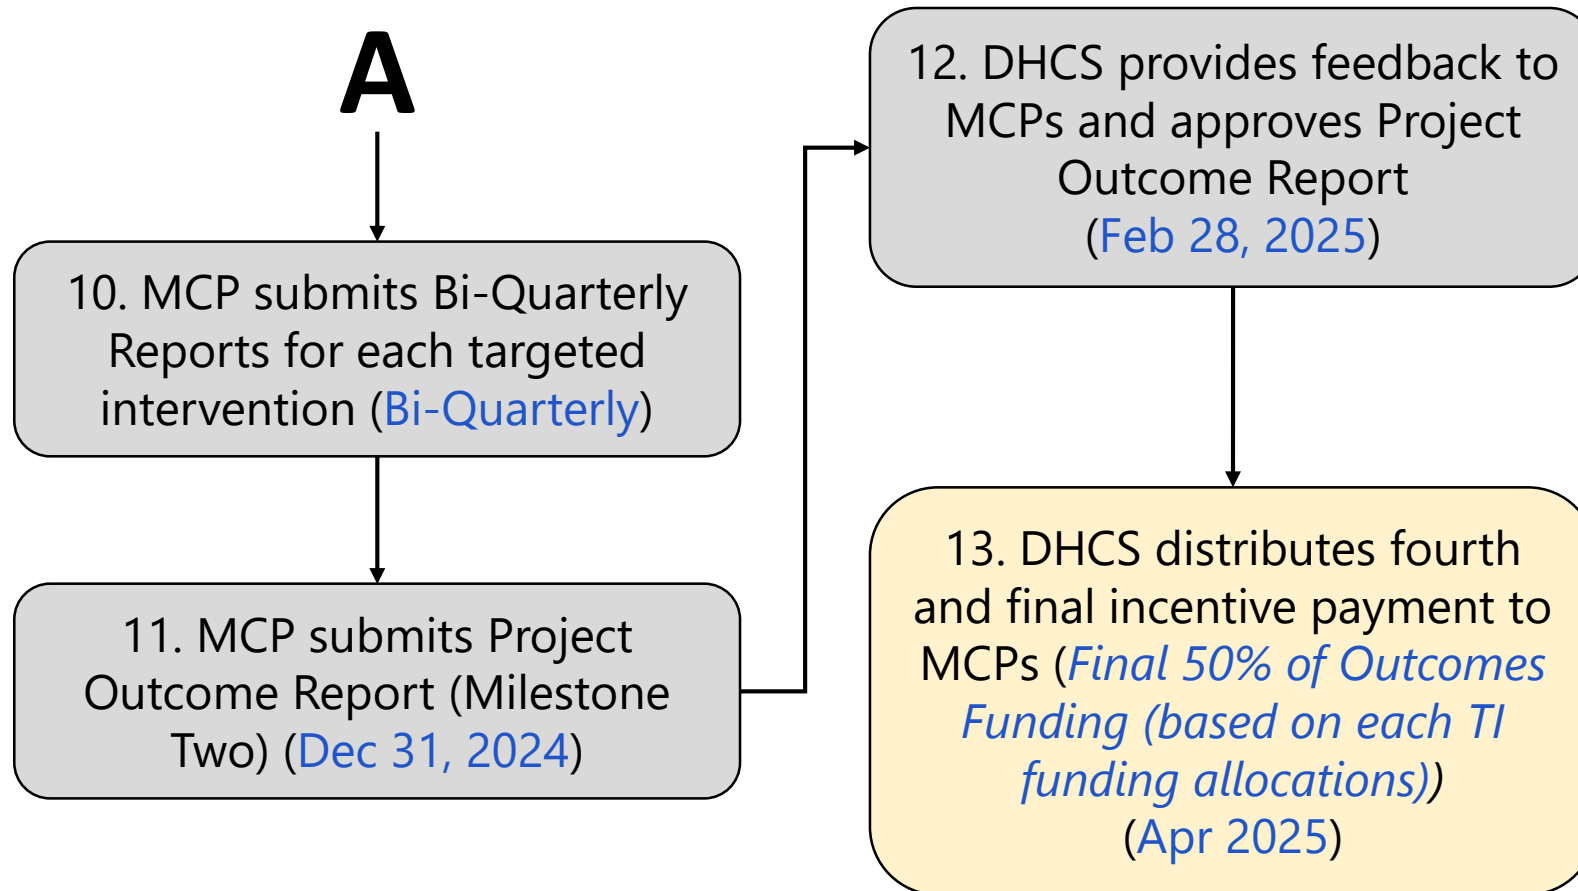 A
10. MCP submits Bi-Quarterly
Reports for each targeted
intervention (Bi-Quarterly)
11. MCP submits Project
Outcome Report (Milestone
Two) (Dec 31, 2024)
12. DHCS provides feedback to
MCPs and approves Project
Outcome Report
(Feb 28, 2025)
13. DHCS distributes fourth
and final incentive payment to
MCPs (Final 50% of Outcomes
Funding (based on each TI
funding allocations))
(Apr 2025)